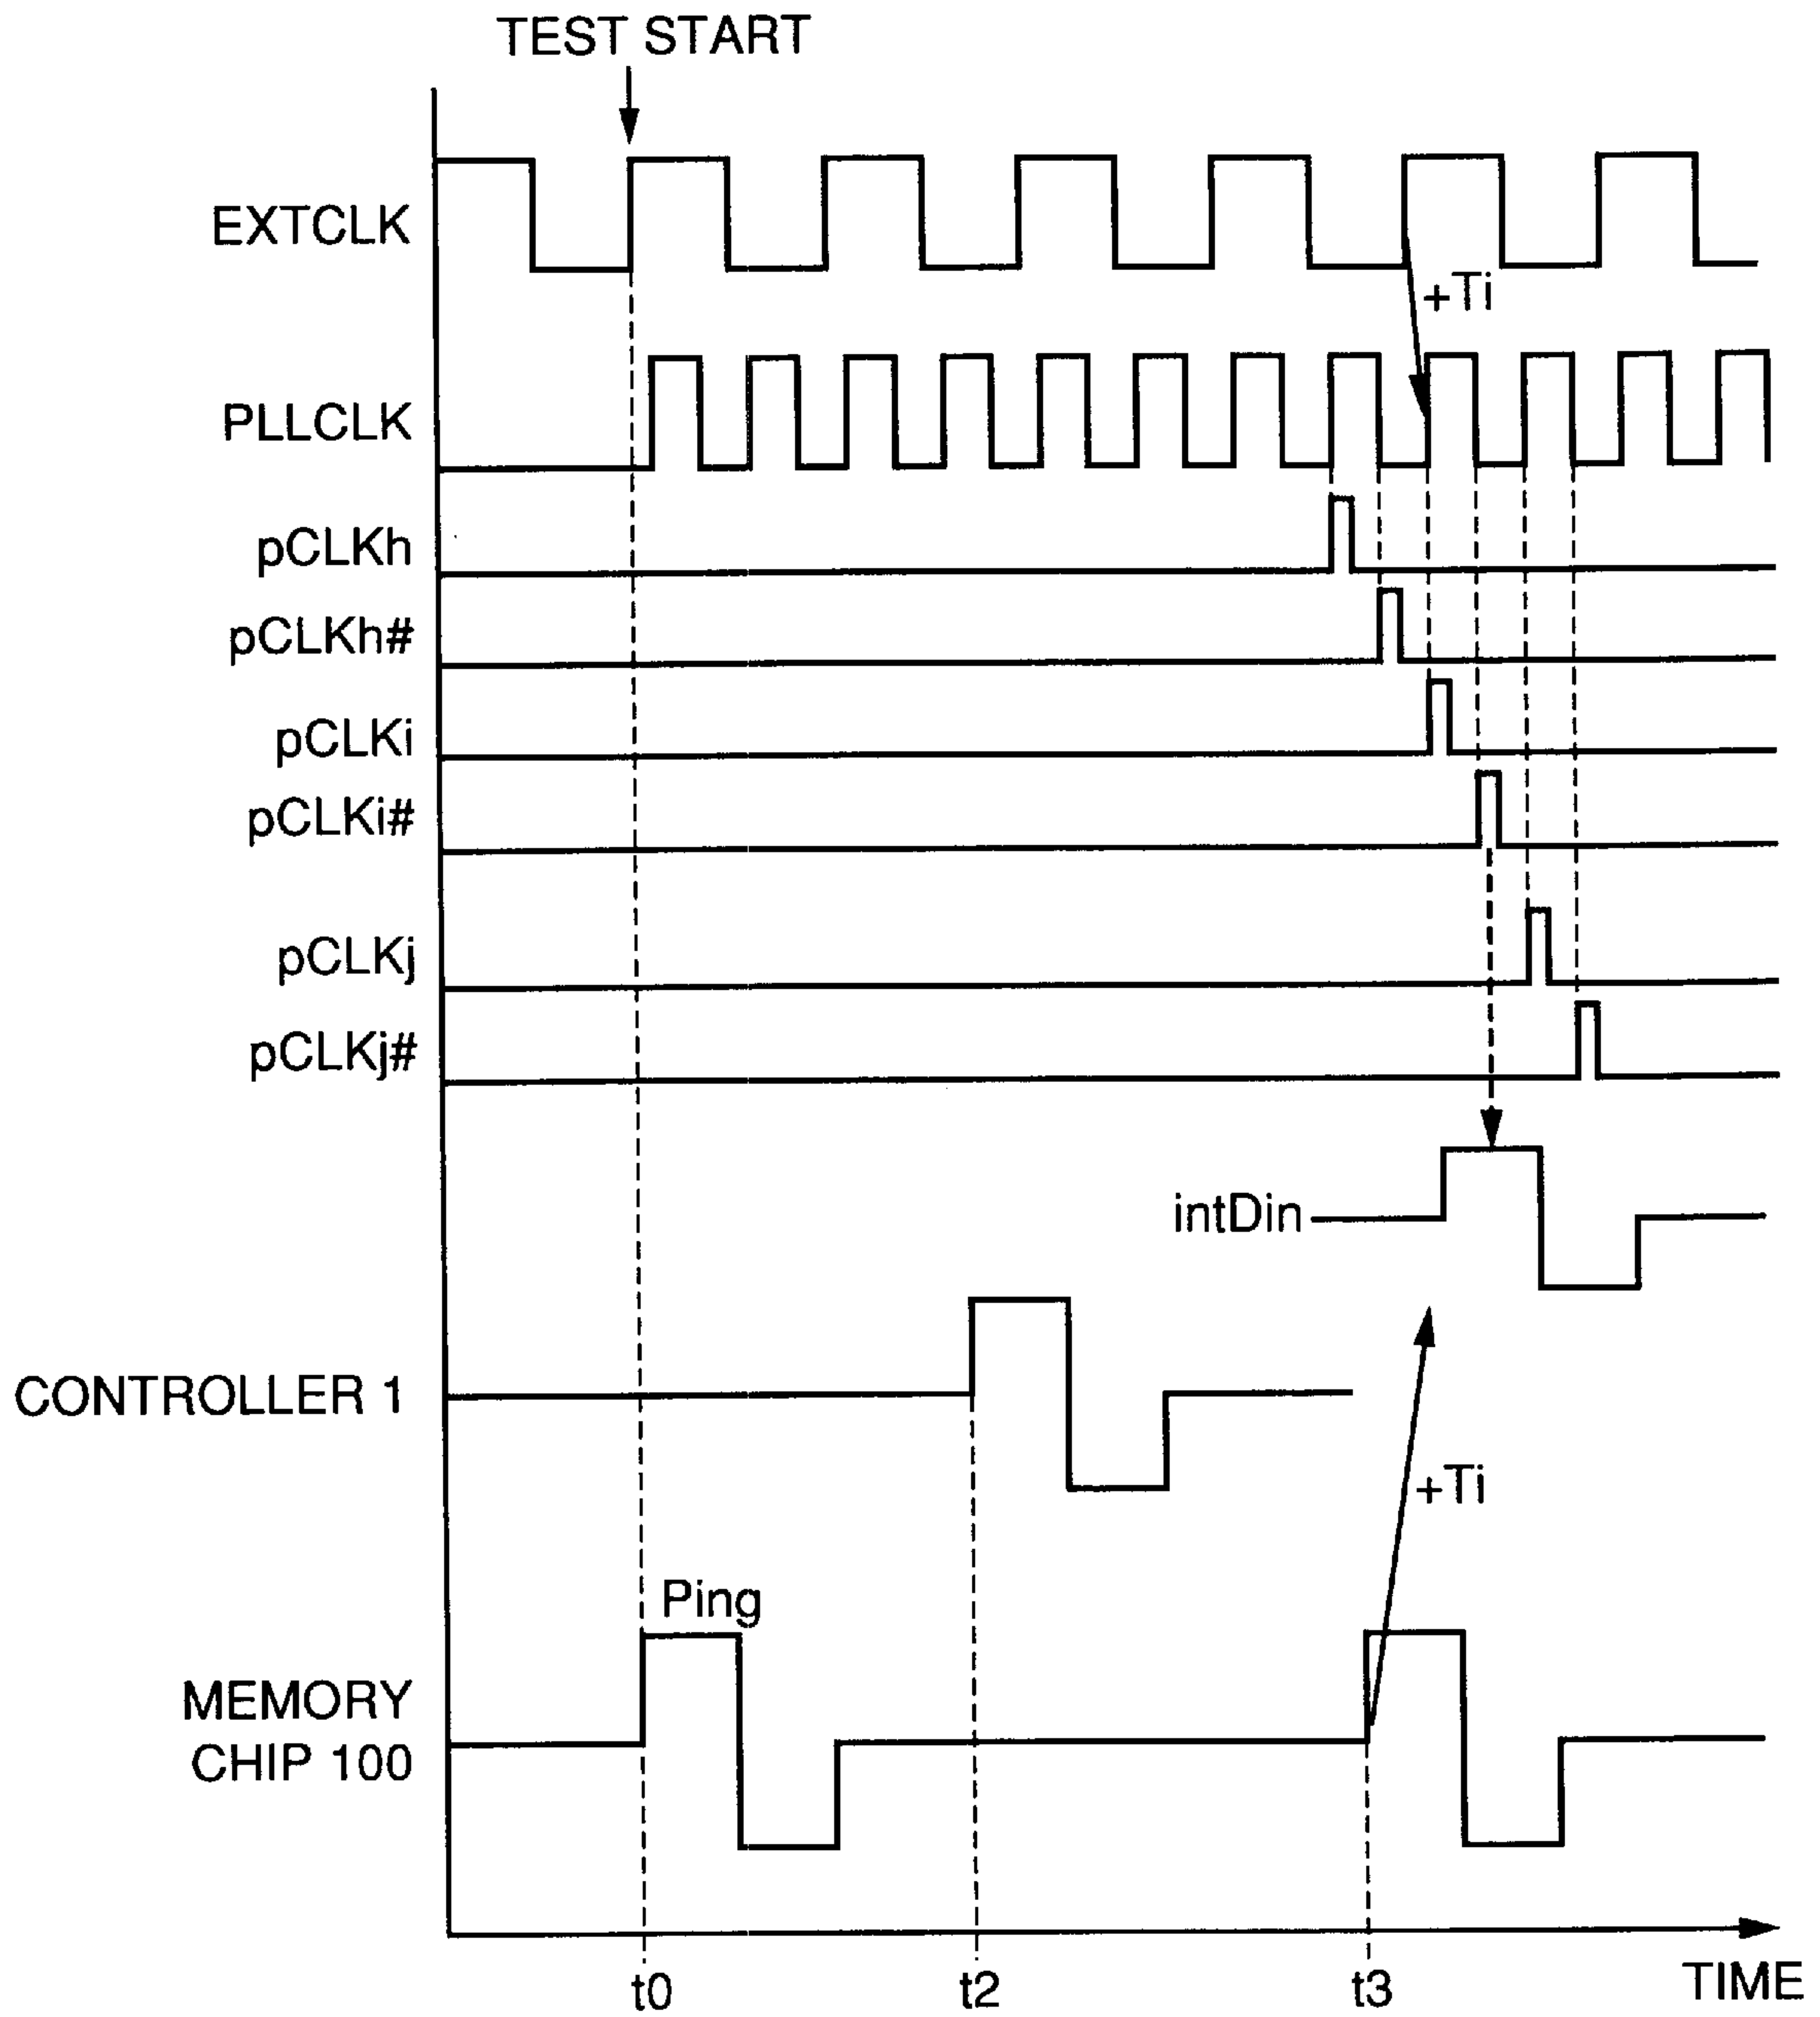 TEST START
EXTCLK
+Ti
PLLCLK
pCLKh
pCLKh#
pCLKi
pCLKi#
pCLKj
pCLKj#
intDin
CONTROLLER 1
+Ti
Ping
MEMORY
CHIP 100
t0
t2
t3
TIME